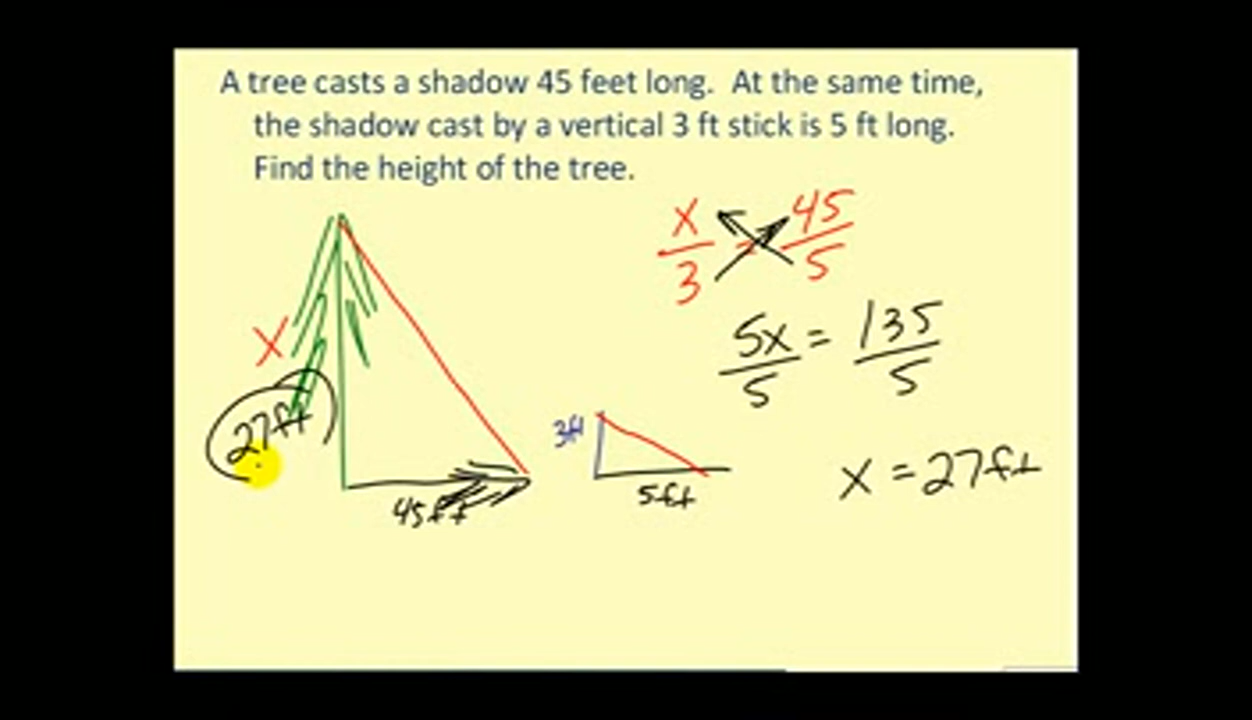 A tree casts a shadow 45 feet long. At the same time,
the shadow cast by a vertical 3 ft stick is 5 ft long.
Find the height of the tree.
x/3 = 45/5
5x/5 = 135/5
x = 27ft
x
27ft
45ft
3ft
5ft